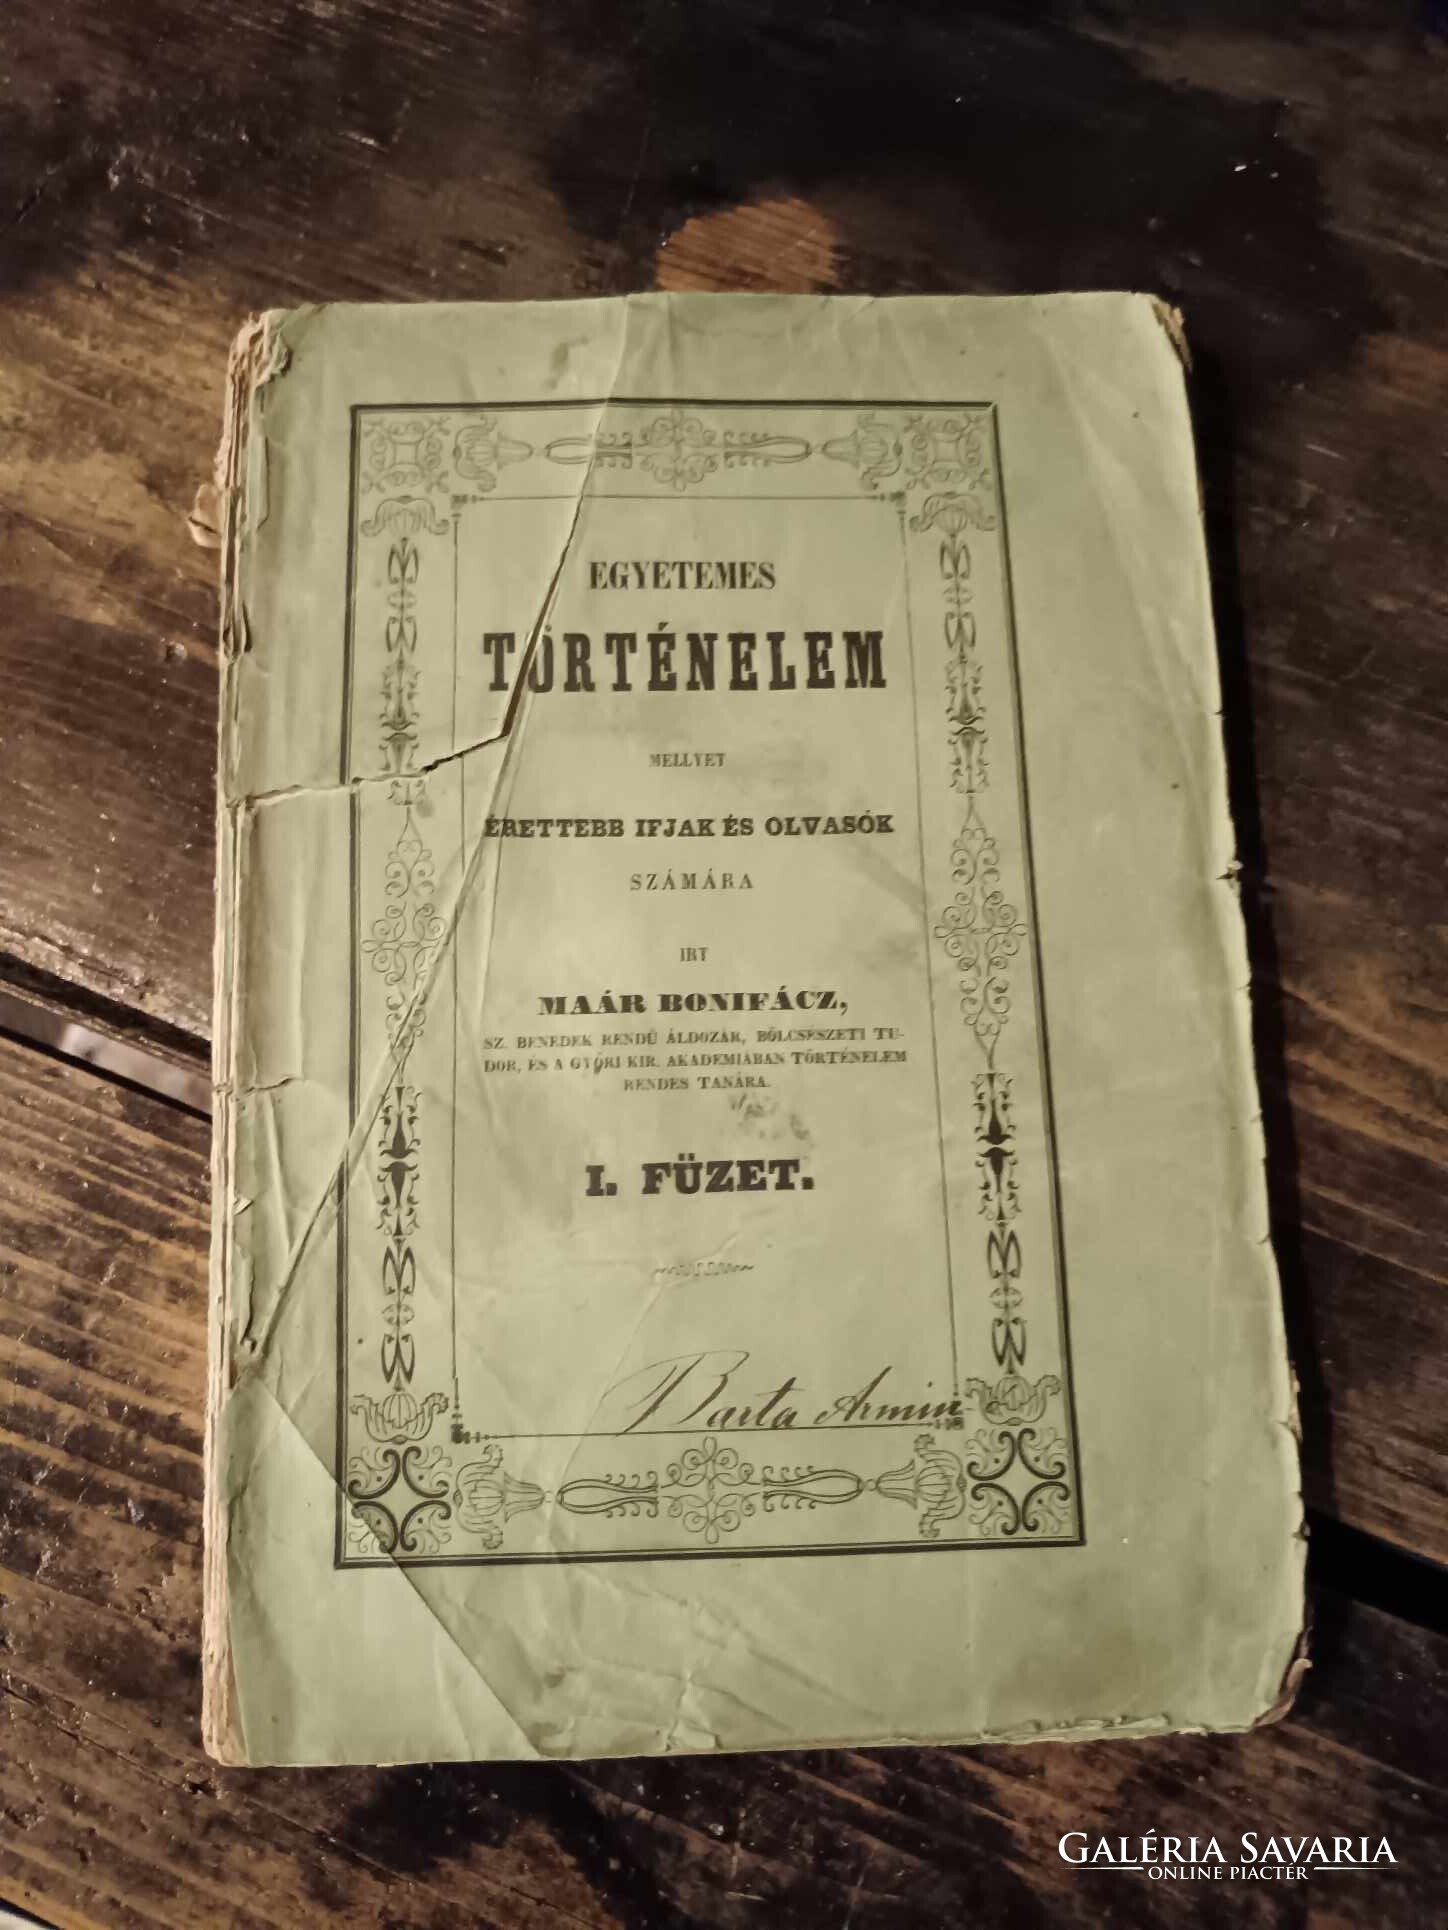 EGYETEMES
TÖRTÉNELEM
MELLYET
ÉRETTEBB IFJAK ÉS OLVASÓK
SZÁMÁRA
IRT
MAÁR BONIFÁCZ,
SZ. BENEDEK RENDŰ ÁLDOZÁR, BÖLCSÉSZETI TU-
DOR, ÉS A GYŐRI KIR. AKADEMIÁBAN TÖRTÉNELEM
RENDES TANÁRA.
I. FÜZET.
Barta Armin
GALÉRIA SAVARIA
ONLINE PIACTÉR